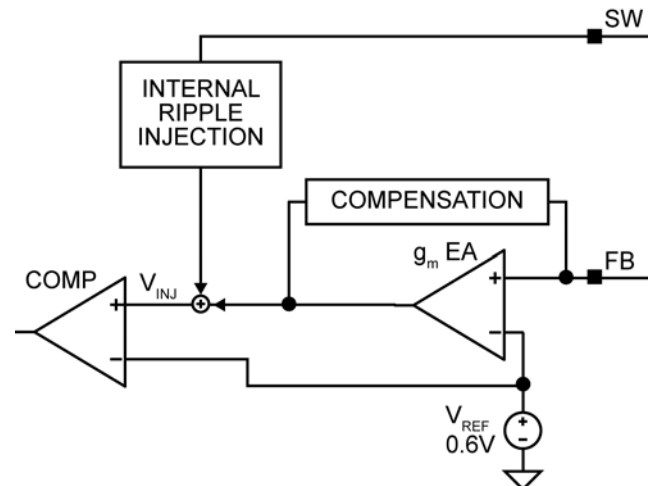 SW
INTERNAL
RIPPLE
INJECTION
COMPENSATION
gm EA
FB
COMP
VINJ
+
+
+
−
−
VREF
0.6V
+
−